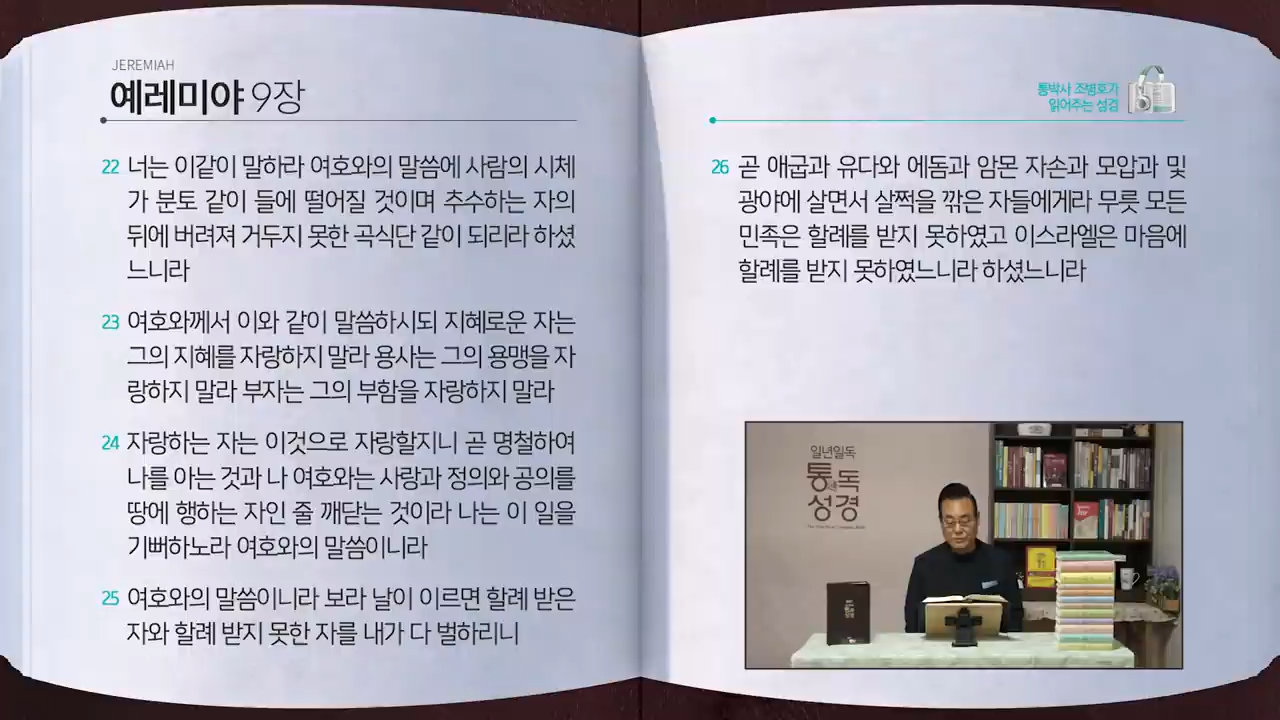 JEREMIAH
예레미야 9장
22 너는 이같이 말하라 여호와의 말씀에 사람의 시체
가 분토 같이 들에 떨어질 것이며 추수하는 자의
뒤에 버려져 거두지 못한 곡식단 같이 되리라 하셨
느니라
23 여호와께서 이와 같이 말씀하시되 지혜로운 자는
그의 지혜를 자랑하지 말라 용사는 그의 용맹을 자
랑하지 말라 부자는 그의 부함을 자랑하지 말라
24 자랑하는 자는 이것으로 자랑할지니 곧 명철하여
나를 아는 것과 나 여호와는 사랑과 정의와 공의를
땅에 행하는 자인 줄 깨닫는 것이라 나는 이 일을
기뻐하노라 여호와의 말씀이니라
25 여호와의 말씀이니라 보라 날이 이르면 할례 받은
자와 할례 받지 못한 자를 내가 다 벌하리니
통박사 조병호가
읽어주는 성경
26 곧 애굽과 유다와 에돔과 암몬 자손과 모압과 및
광야에 살면서 살쩍을 깎은 자들에게라 무릇 모든
민족은 할례를 받지 못하였고 이스라엘은 마음에
할례를 받지 못하였느니라 하셨느니라
일년일독
통독
성경